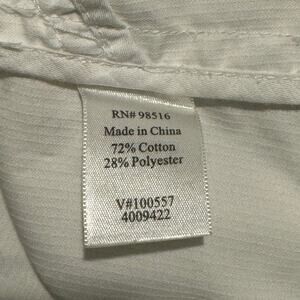 RN# 98516
Made in China
72% Cotton
28% Polyester
V#100557
4009422